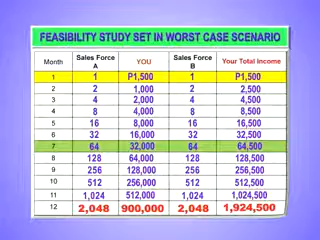 FEASIBILITY STUDY SET IN WORST CASE SCENARIO
Month Sales Force A YOU Sales Force B Your Total Income
1 1 P1,500 1 P1,500
2 2 1,000 2 2,500
3 4 2,000 4 4,500
4 8 4,000 8 8,500
5 16 8,000 16 16,500
6 32 16,000 32 32,500
7 64 32,000 64 64,500
8 128 64,000 128 128,500
9 256 128,000 256 256,500
10 512 256,000 512 512,500
11 1,024 512,000 1,024 1,024,500
12 2,048 900,000 2,048 1,924,500